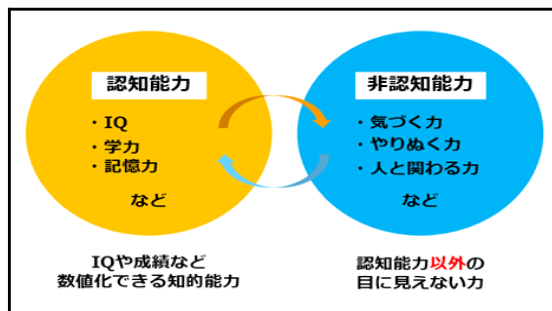 認知能力
・IQ
・学力
・記憶力
など
IQや成績など
数値化できる知的能力
非認知能力
・気づく力
・やりぬく力
・人と関わる力
など
認知能力以外の
目に見えない力